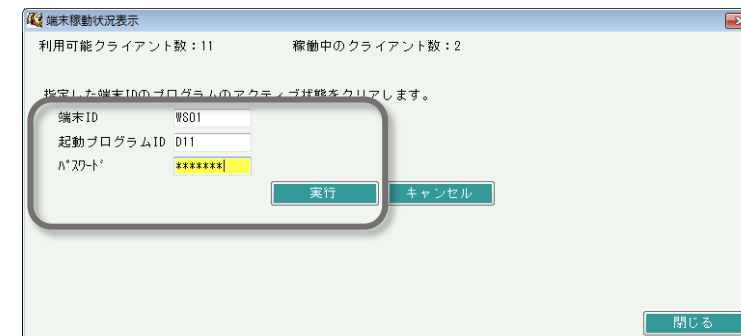 端末稼動状況表示
利用可能クライアント数：11 稼働中のクライアント数：2
指定した端末IDのプログラムのアクティブ状態をクリアします。
端末ID WS01
起動プログラムID D11
ﾊﾟｽﾜｰﾄﾞ *******
実行 キャンセル
閉じる